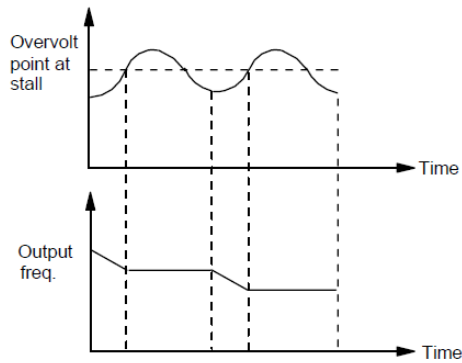 Overvolt
point at
stall
Time
Output
freq.
Time